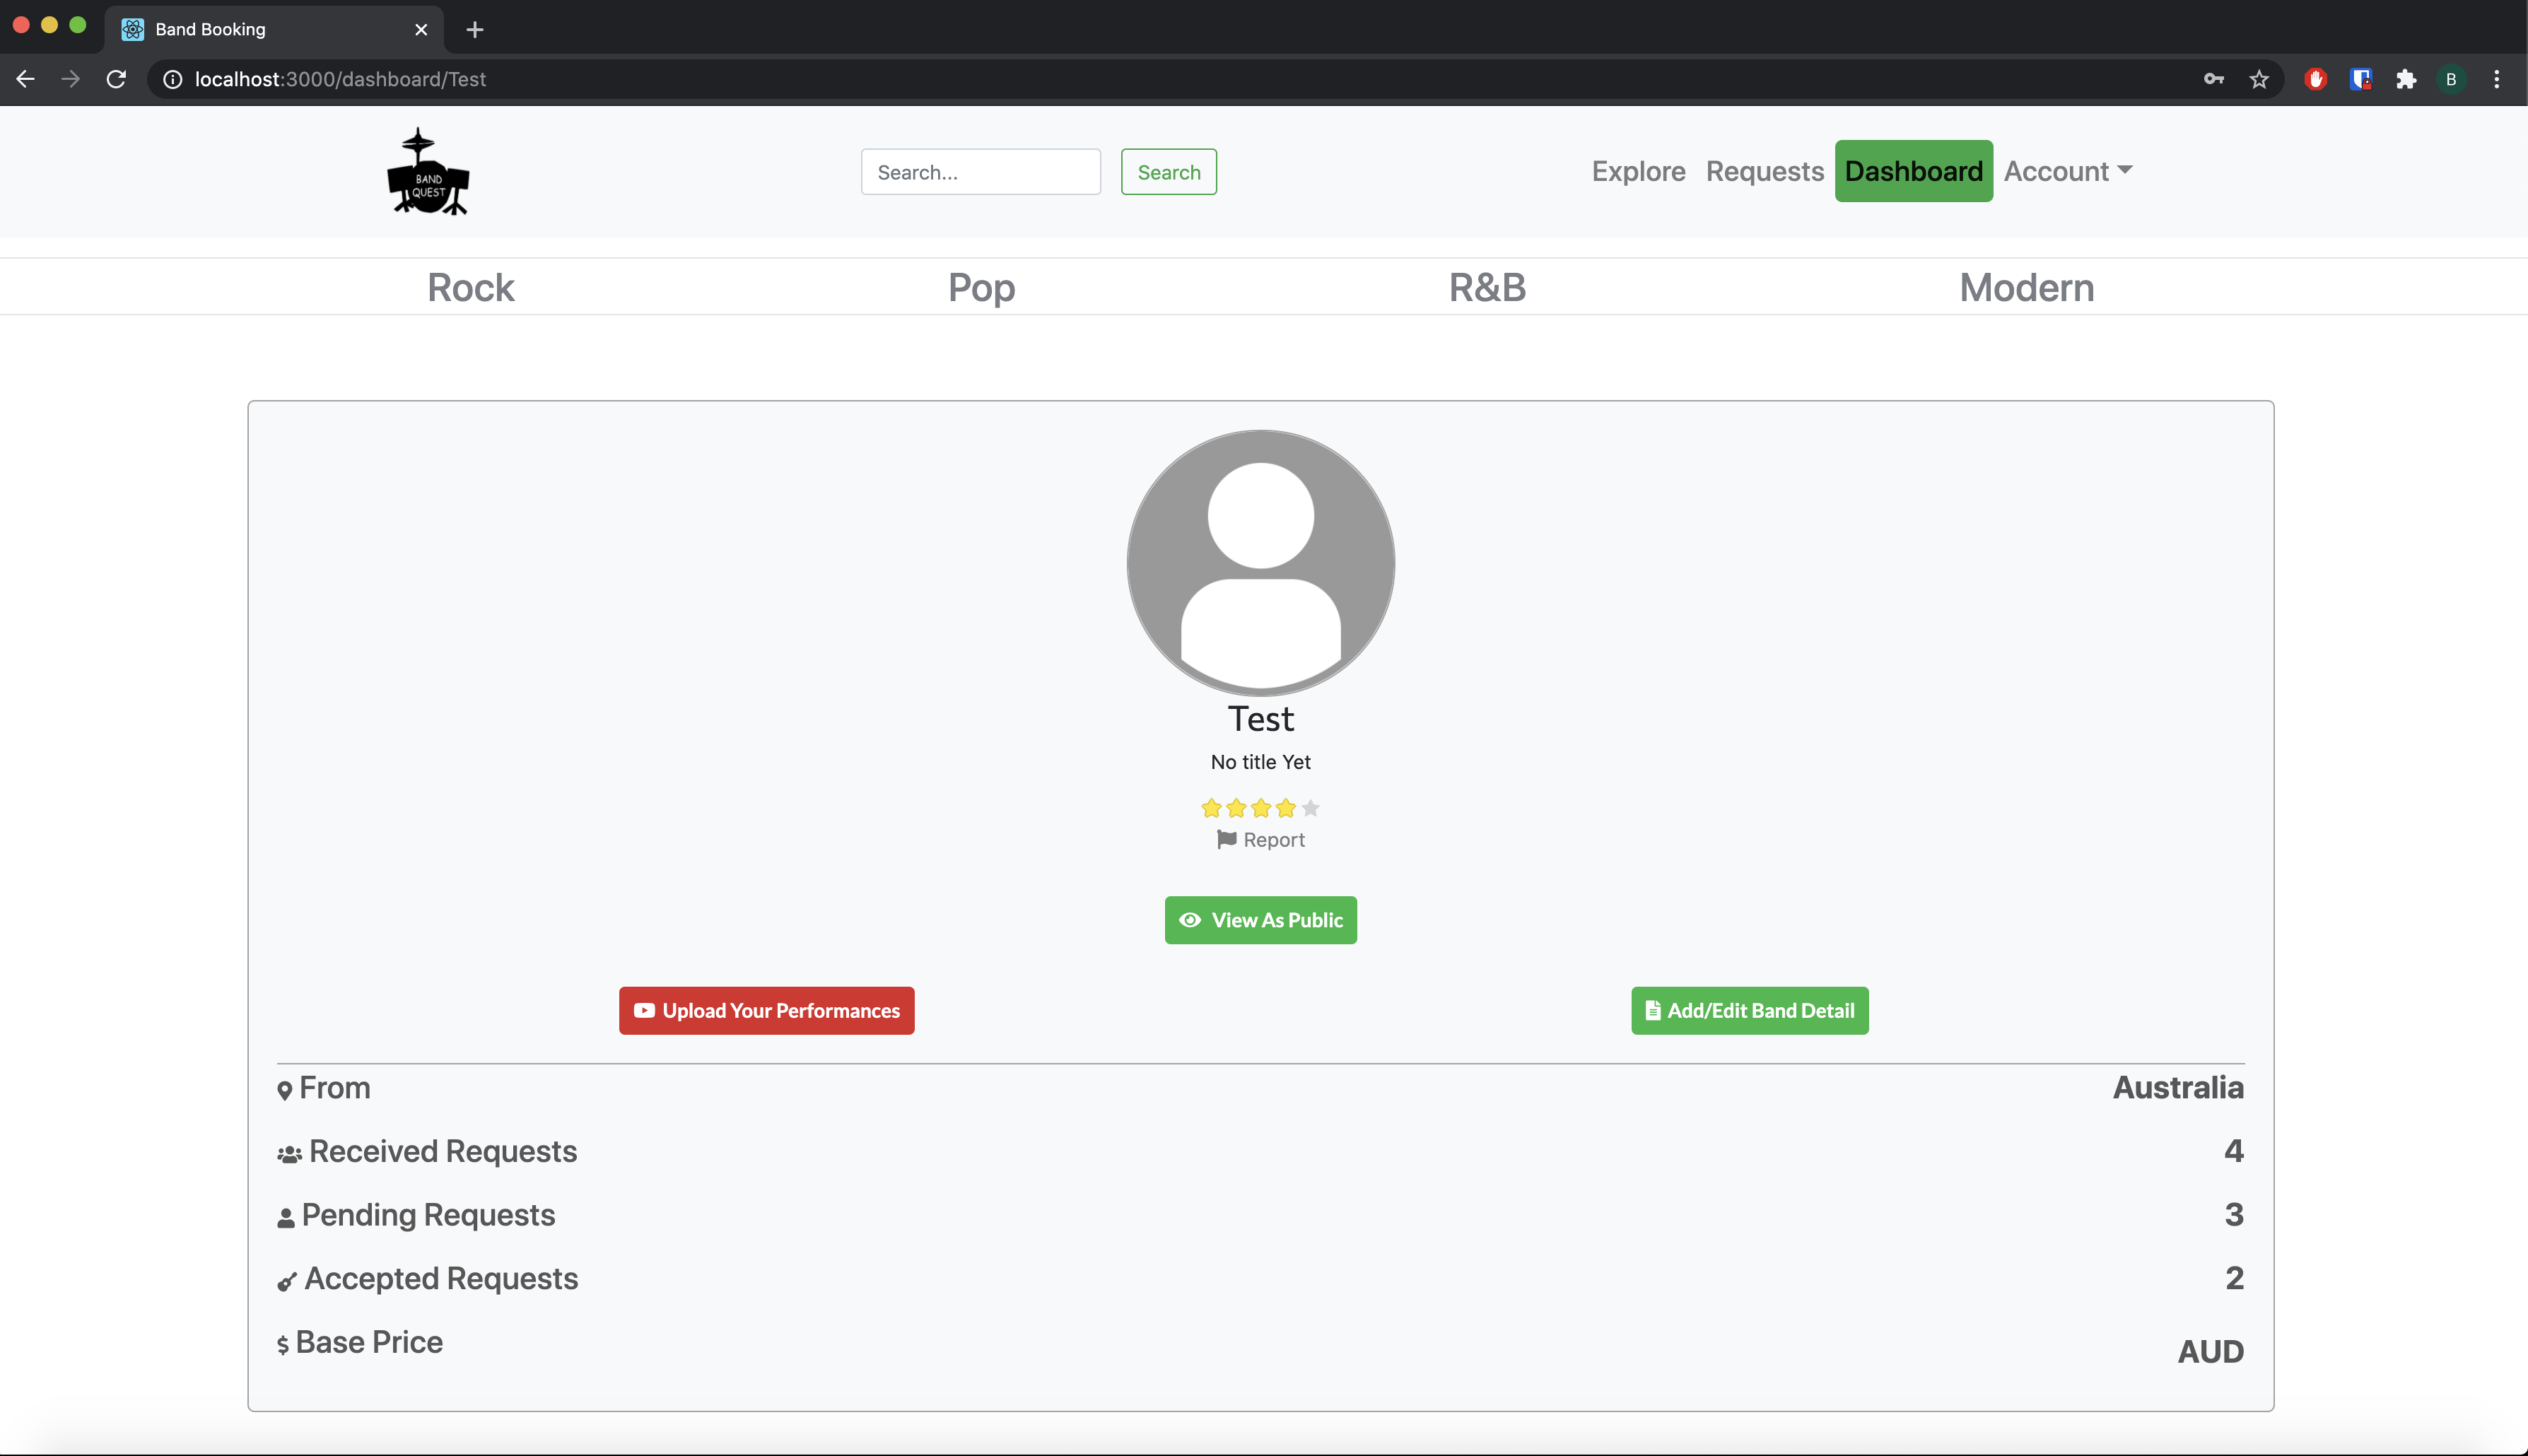 Band Booking
localhost:3000/dashboard/Test
B
BAND
QUEST
Search...
Search
Explore Requests Dashboard Account
Rock Pop R&B Modern
Test
No title Yet
Report
View As Public
Upload Your Performances Add/Edit Band Detail
From Australia
Received Requests 4
Pending Requests 3
Accepted Requests 2
$ Base Price AUD